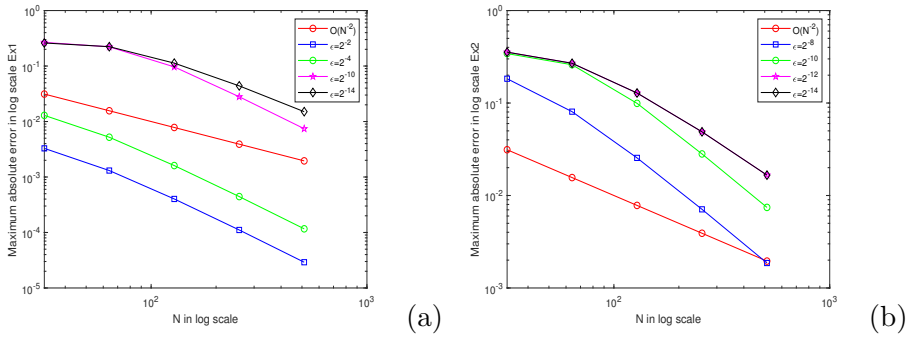 Maximum absolute error in log scale Ex1
10^0
10^-1
10^-2
10^-3
10^-4
10^-5
10^2
10^3
N in log scale
O(N^-2)
ϵ=2^-2
ϵ=2^-4
ϵ=2^-10
ϵ=2^-14
(a)
Maximum absolute error in log scale Ex2
10^0
10^-1
10^-2
10^-3
10^2
10^3
N in log scale
O(N^-2)
ϵ=2^-8
ϵ=2^-10
ϵ=2^-12
ϵ=2^-14
(b)